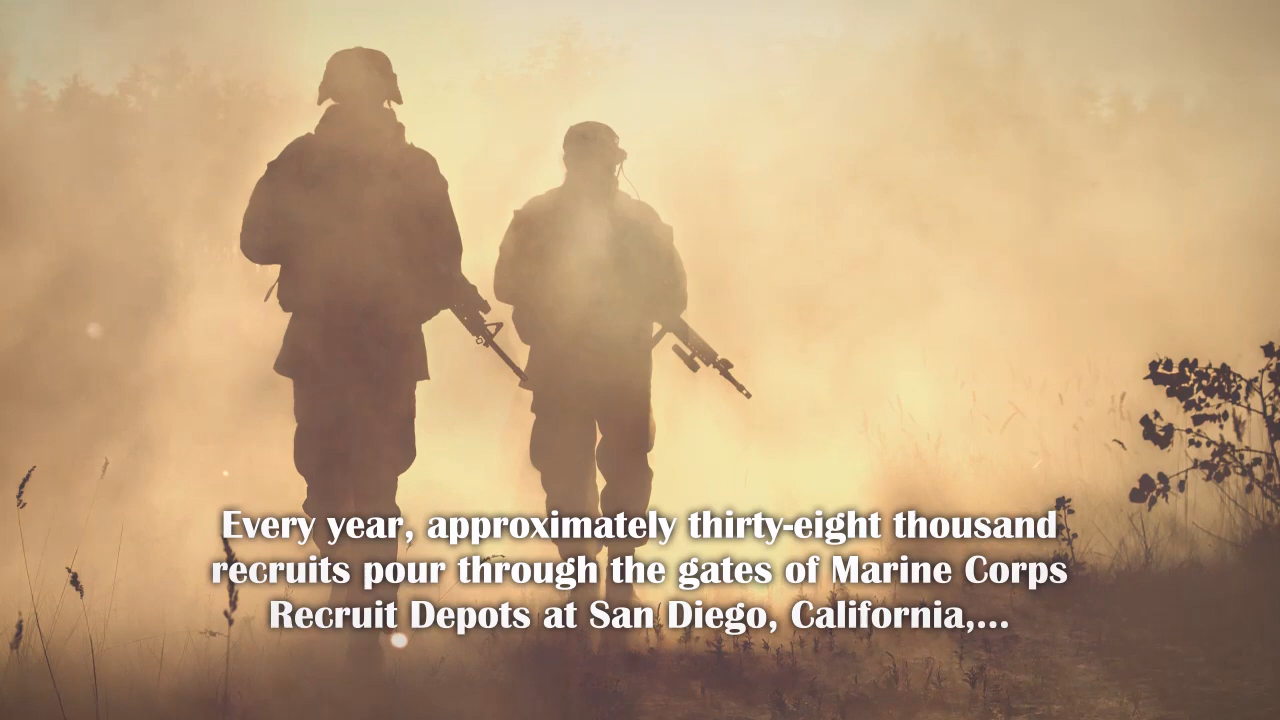 Every year, approximately thirty-eight thousand
recruits pour through the gates of Marine Corps
Recruit Depots at San Diego, California,...